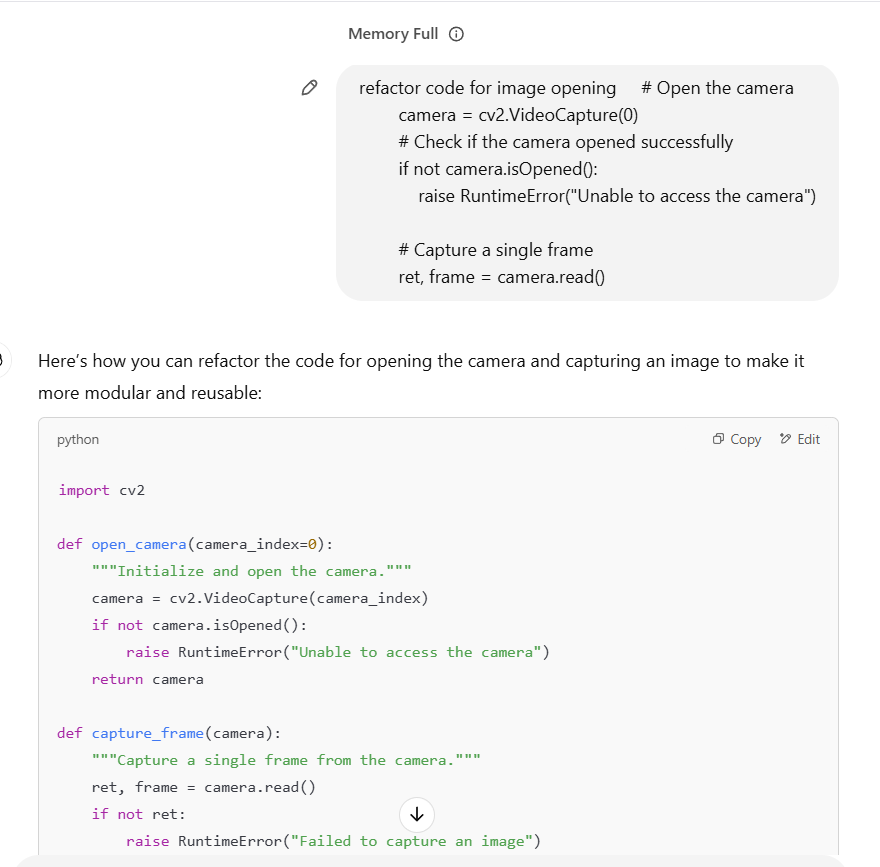 Memory Full
refactor code for image opening     # Open the camera
        camera = cv2.VideoCapture(0)
        # Check if the camera opened successfully
        if not camera.isOpened():
            raise RuntimeError("Unable to access the camera")

        # Capture a single frame
        ret, frame = camera.read()
Here’s how you can refactor the code for opening the camera and capturing an image to make it
more modular and reusable:
python
Copy
Edit
import cv2

def open_camera(camera_index=0):
    """Initialize and open the camera."""
    camera = cv2.VideoCapture(camera_index)
    if not camera.isOpened():
        raise RuntimeError("Unable to access the camera")
    return camera

def capture_frame(camera):
    """Capture a single frame from the camera."""
    ret, frame = camera.read()
    if not ret:
        raise RuntimeError("Failed to capture an image")